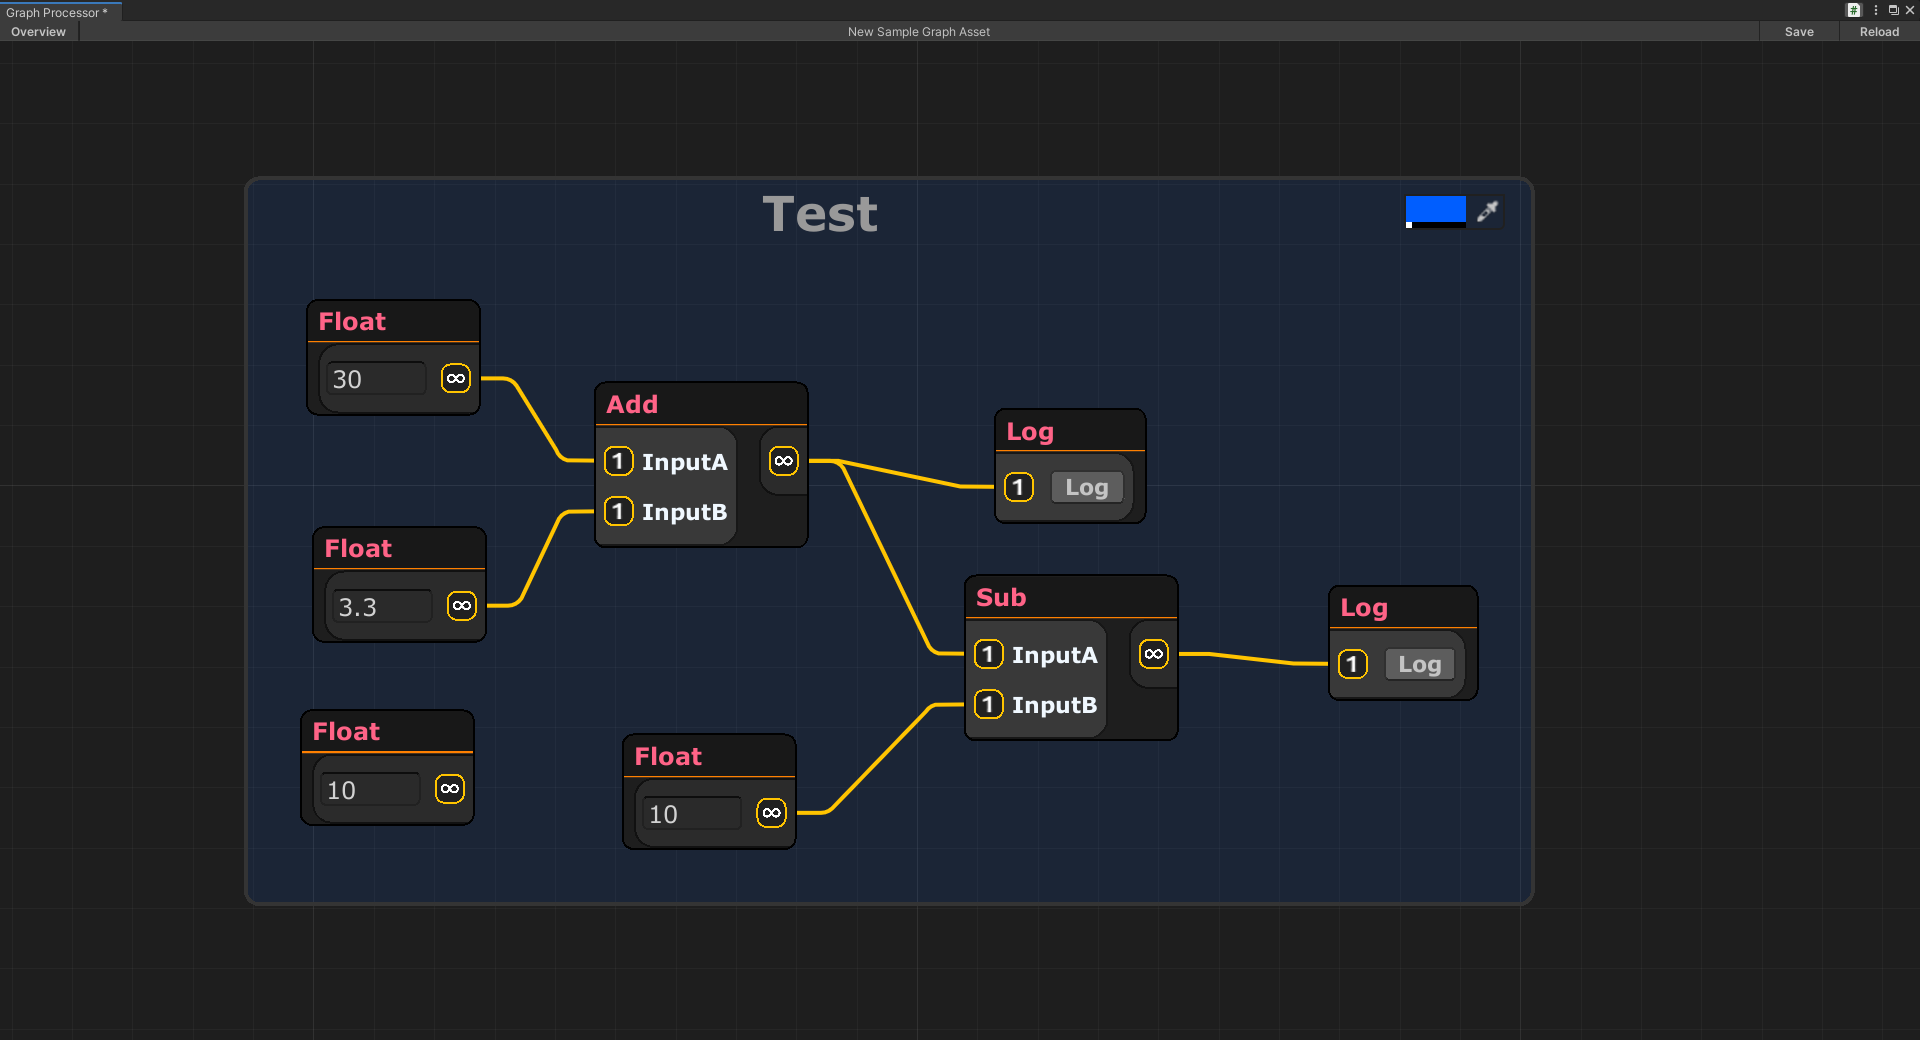 Graph Processor *
#
Overview
New Sample Graph Asset
Save
Reload
Test
Float
30
∞
Add
1 InputA
∞
1 InputB
Log
1
Log
Float
3.3
∞
Sub
1 InputA
∞
1 InputB
Log
1
Log
Float
10
∞
Float
10
∞